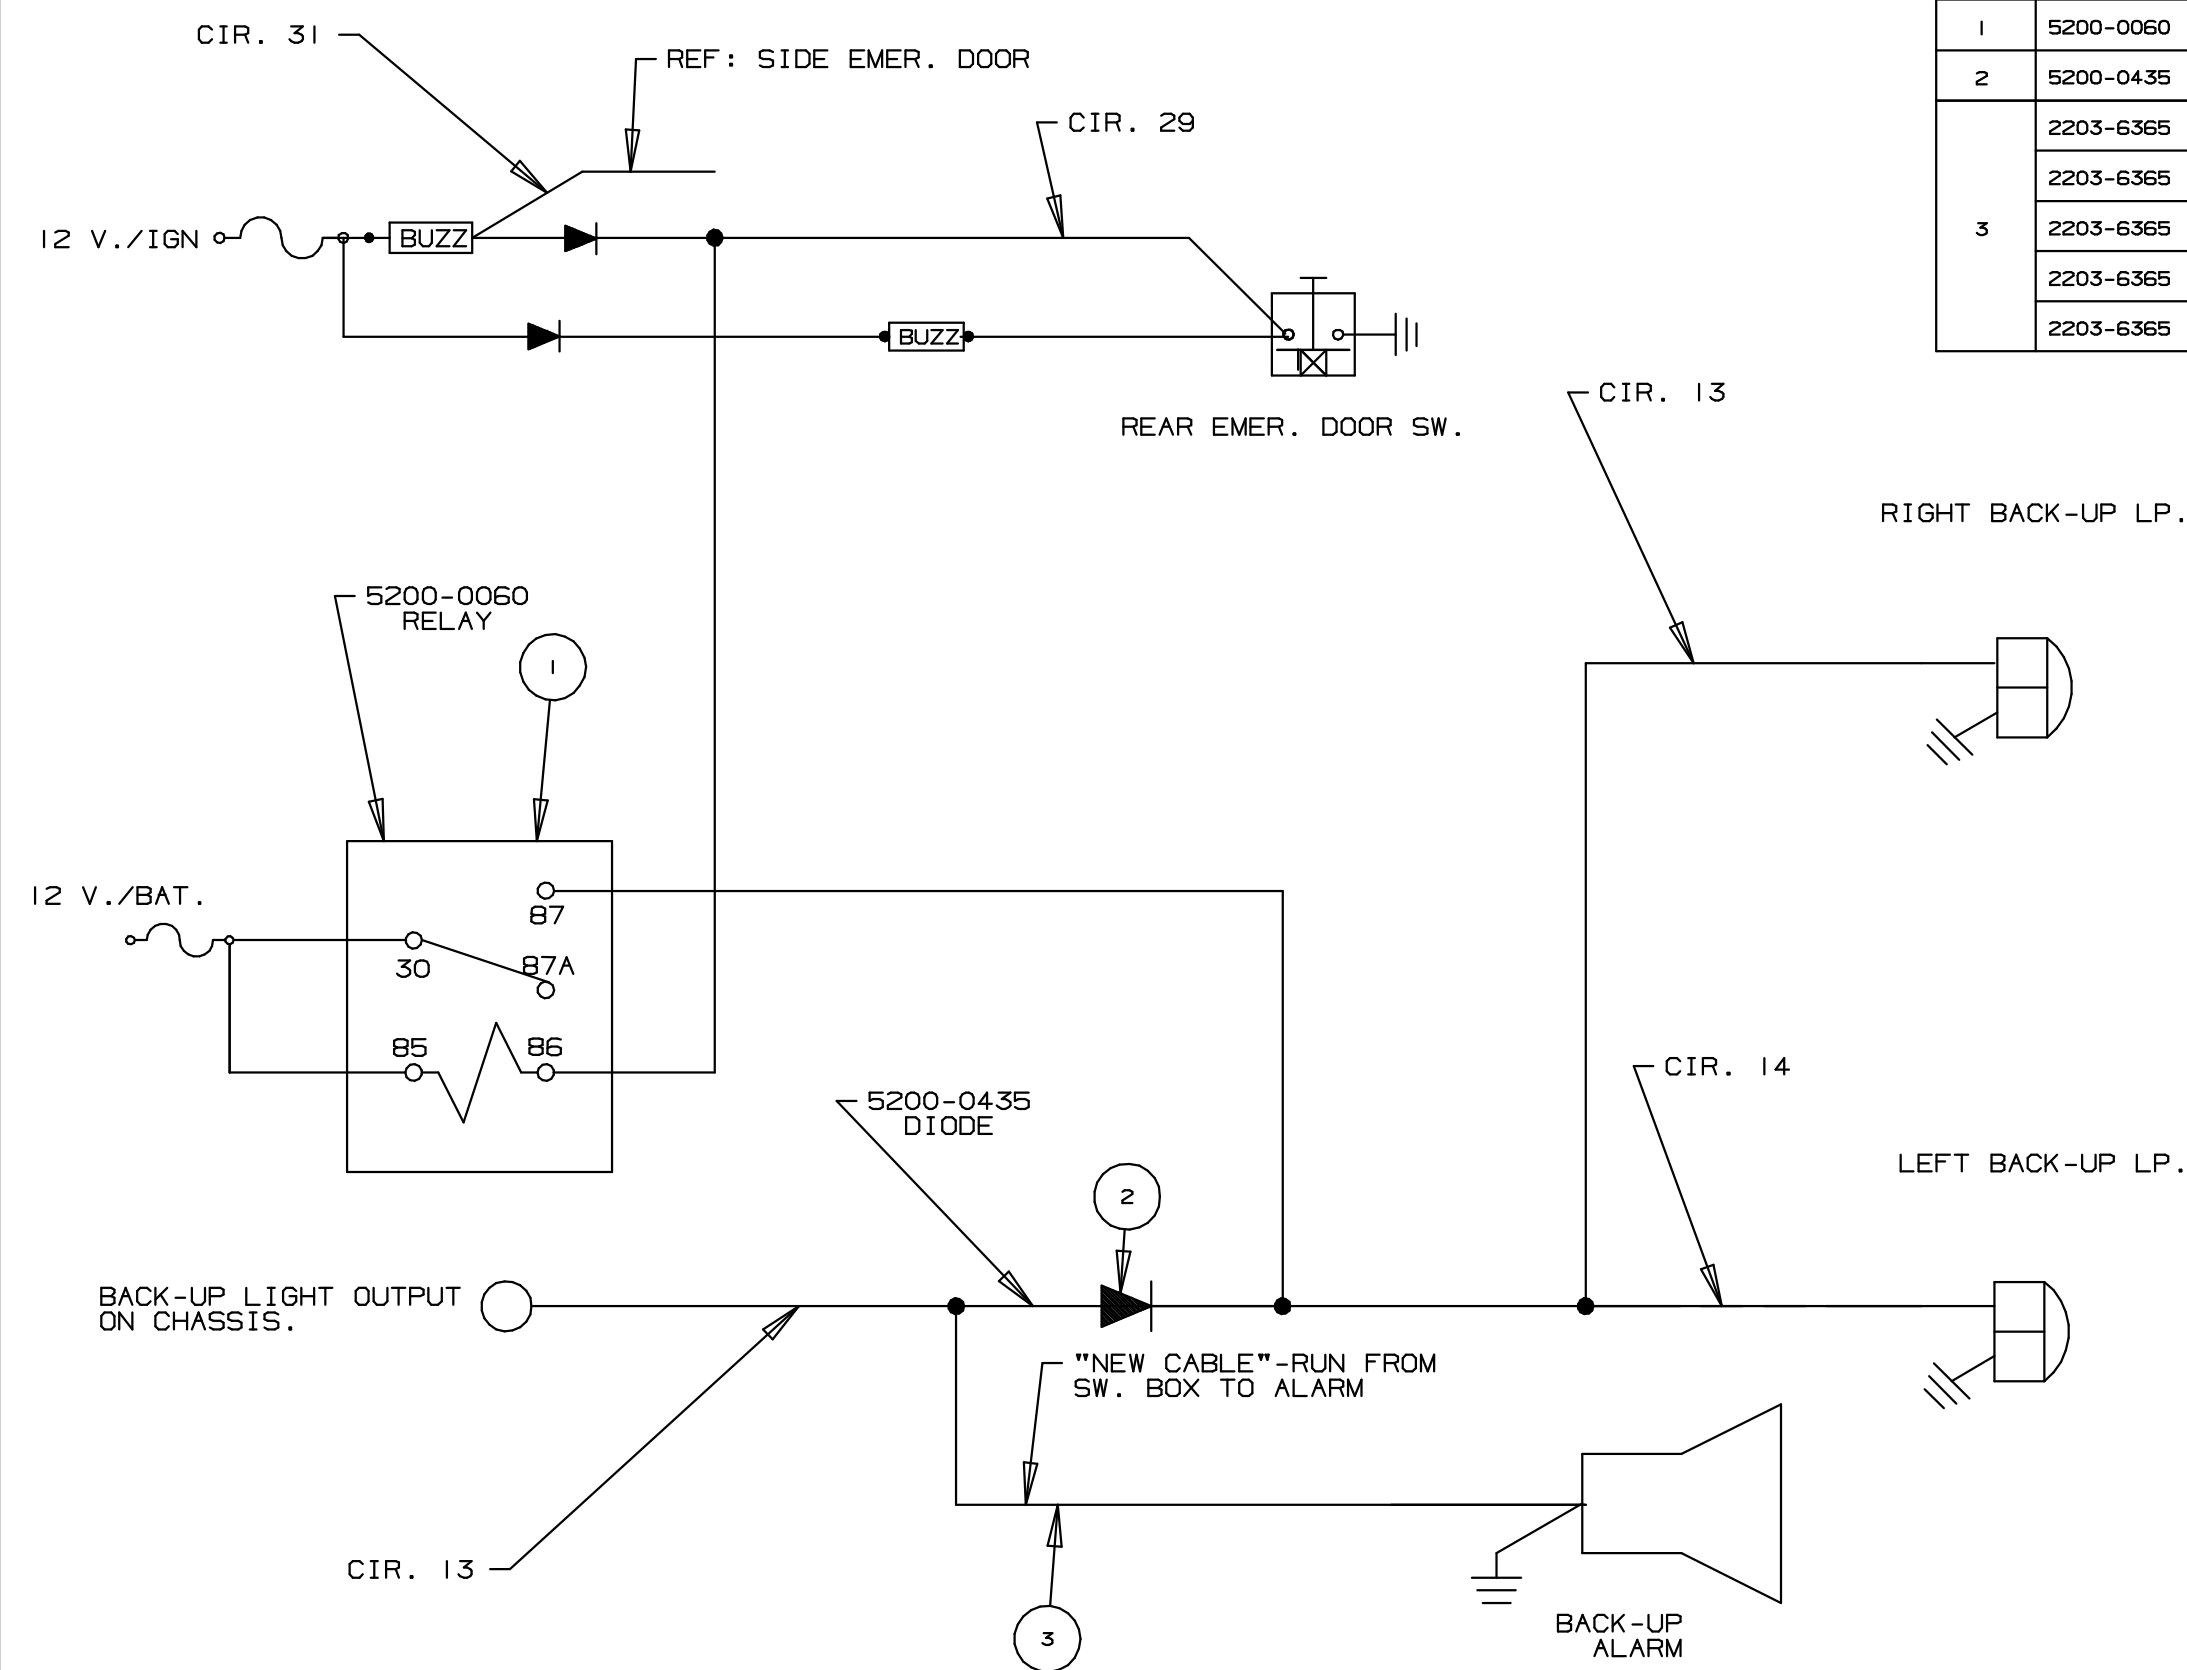 CIR. 31
REF: SIDE EMER. DOOR
CIR. 29
12 V./IGN
BUZZ
BUZZ
REAR EMER. DOOR SW.
1 5200-0060
2 5200-0435
3
2203-6365
2203-6365
2203-6365
2203-6365
2203-6365
CIR. 13
RIGHT BACK-UP LP.
5200-0060
RELAY
1
12 V./BAT.
87
30
87A
85
86
5200-0435
DIODE
2
CIR. 14
LEFT BACK-UP LP.
BACK-UP LIGHT OUTPUT
ON CHASSIS.
"NEW CABLE"-RUN FROM
SW. BOX TO ALARM
CIR. 13
3
BACK-UP
ALARM